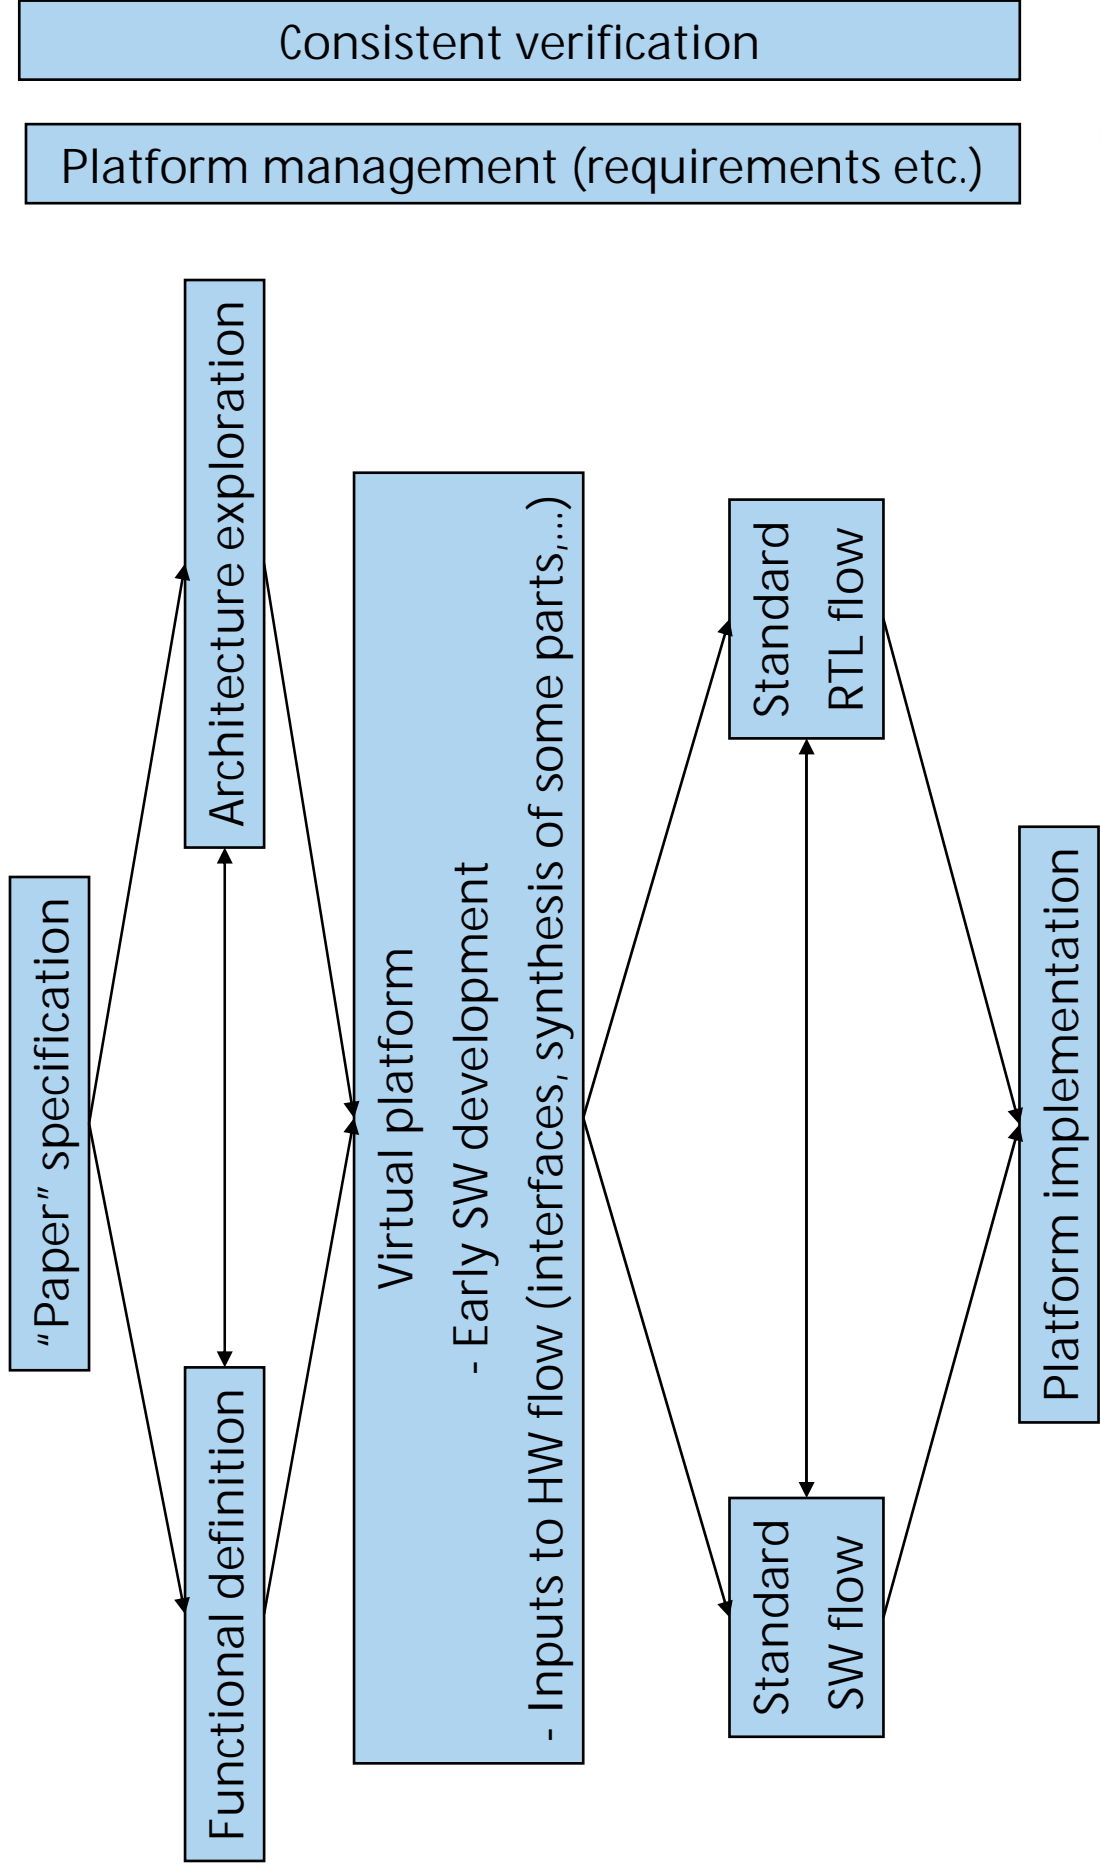 Consistent verification
Platform management (requirements etc.)
“Paper” specification
Functional definition
Architecture exploration
Virtual platform
- Early SW development
- Inputs to HW flow (interfaces, synthesis of some parts,...)
Standard
SW flow
Standard
RTL flow
Platform implementation